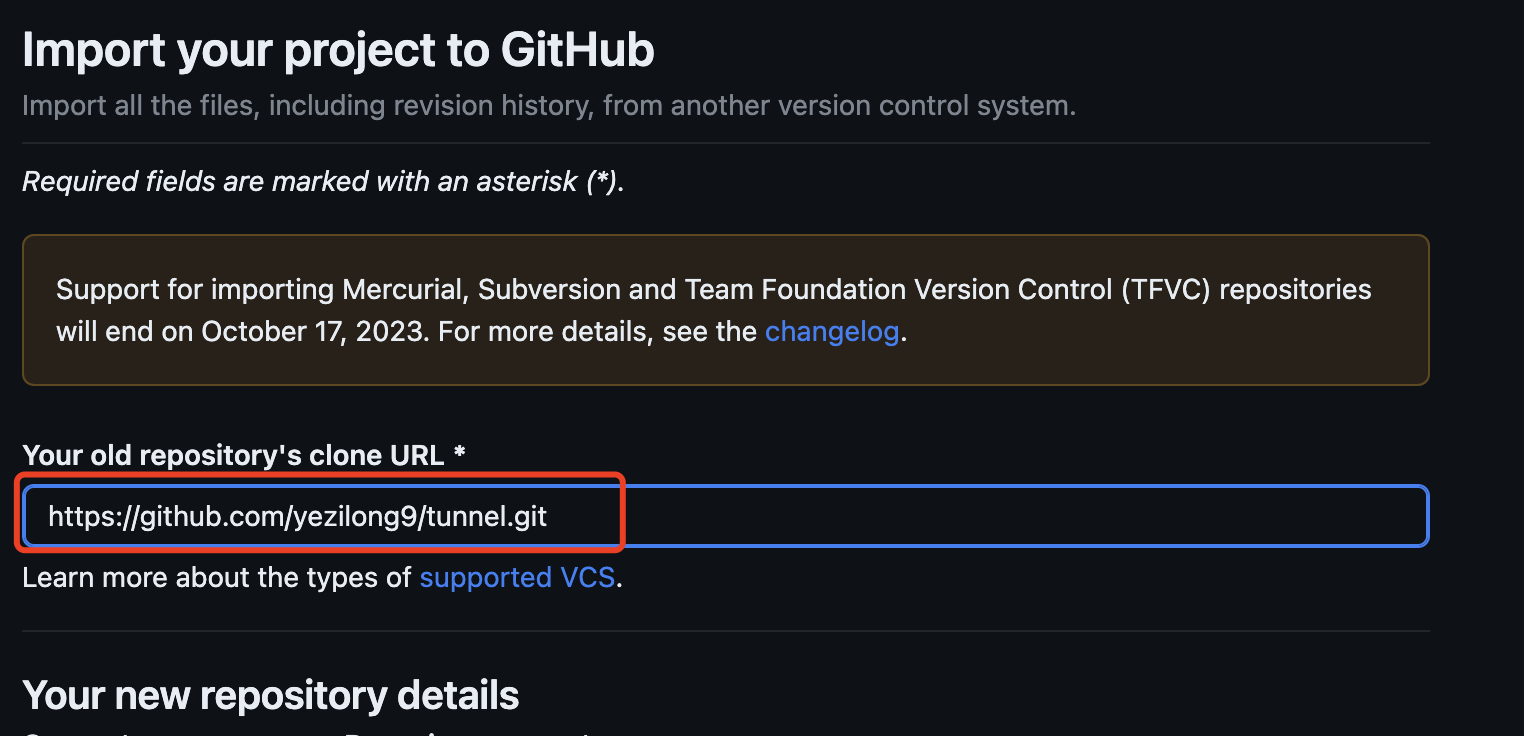 Import your project to GitHub
Import all the files, including revision history, from another version control system.
Required fields are marked with an asterisk (*).
Support for importing Mercurial, Subversion and Team Foundation Version Control (TFVC) repositories
will end on October 17, 2023. For more details, see the changelog.
Your old repository's clone URL *
https://github.com/yezilong9/tunnel.git
Learn more about the types of supported VCS.
Your new repository details